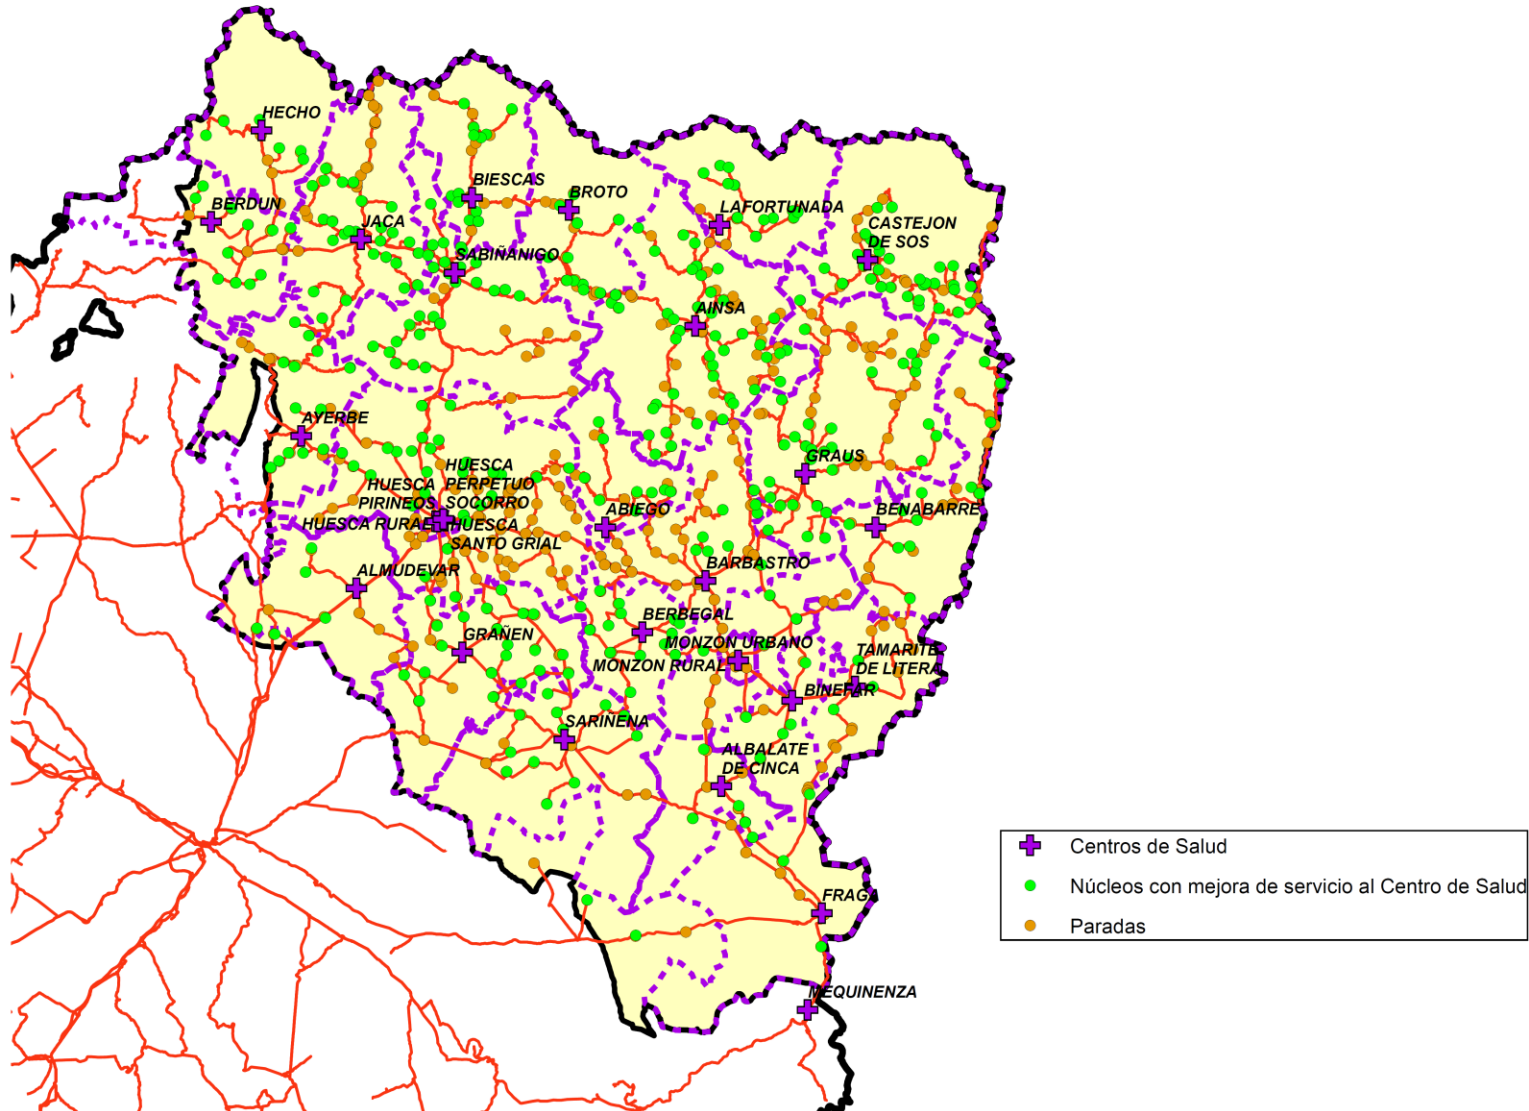 HECHO
BIESCAS
BROTO
BERDUN
JACA
LAFORTUNADA
CASTEJON
DE SOS
SABIÑANIGO
AINSA
AYERBE
GRAUS
HUESCA
PERPETUO
SOCORRO
HUESCA
PIRINEOS
HUESCA RURAL
HUESCA
SANTO GRIAL
ABIEGO
BENABARRE
ALMUDEVAR
BARBASTRO
BERBEGAL
GRAÑEN
MONZON URBANO
MONZON RURAL
TAMARITE
DE LITERA
BINEFAR
SARIÑENA
ALBALATE
DE CINCA
FRAGA
MEQUINENZA
Centros de Salud
Núcleos con mejora de servicio al Centro de Salud
Paradas